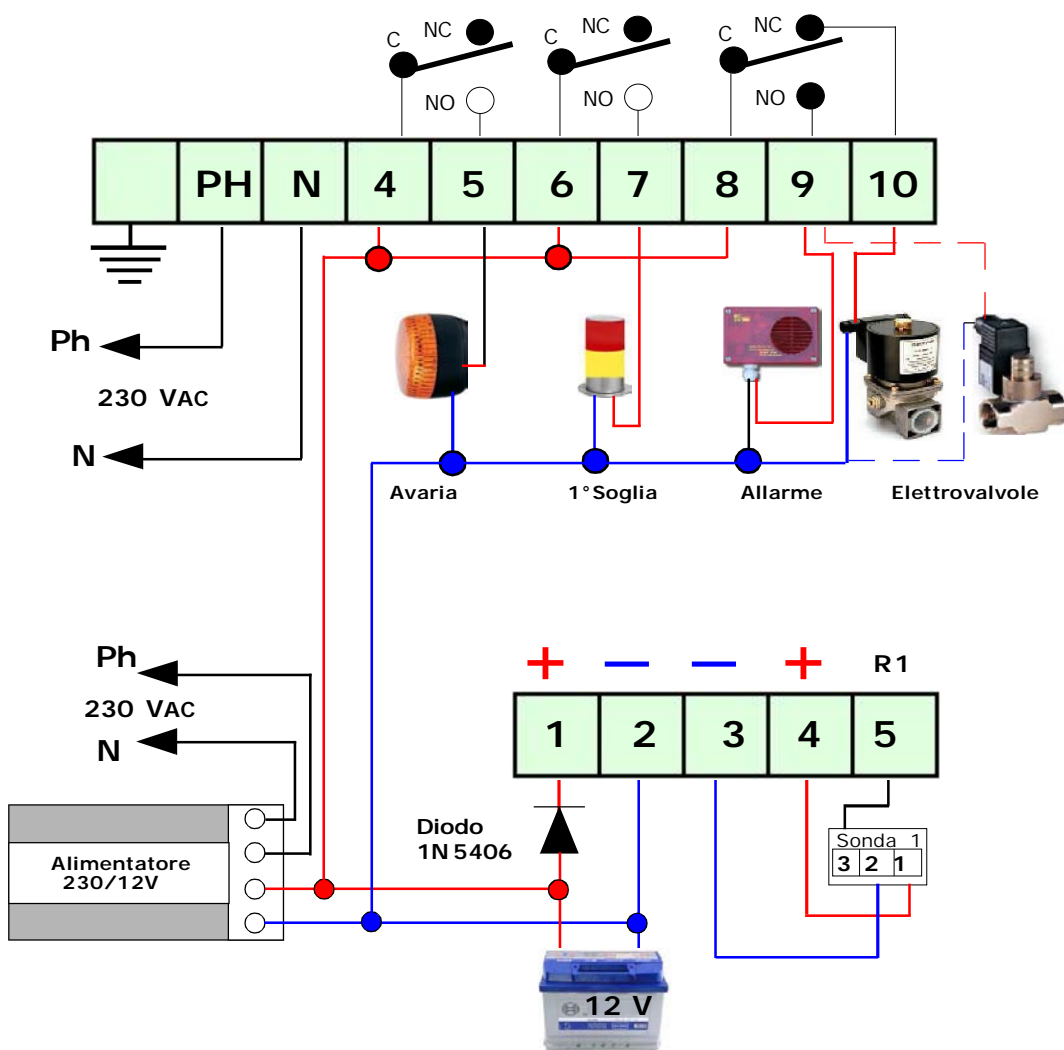 C NC C NC C NC
NO NO NO
PH N 4 5 6 7 8 9 10
Ph
230 VAC
N
Avaria 1°Soglia Allarme Elettrovalvole
Ph
230 VAC
N
+ − − + R1
1 2 3 4 5
Diodo
1N5406
Sonda 1
3 2 1
Alimentatore
230/12V
12 V